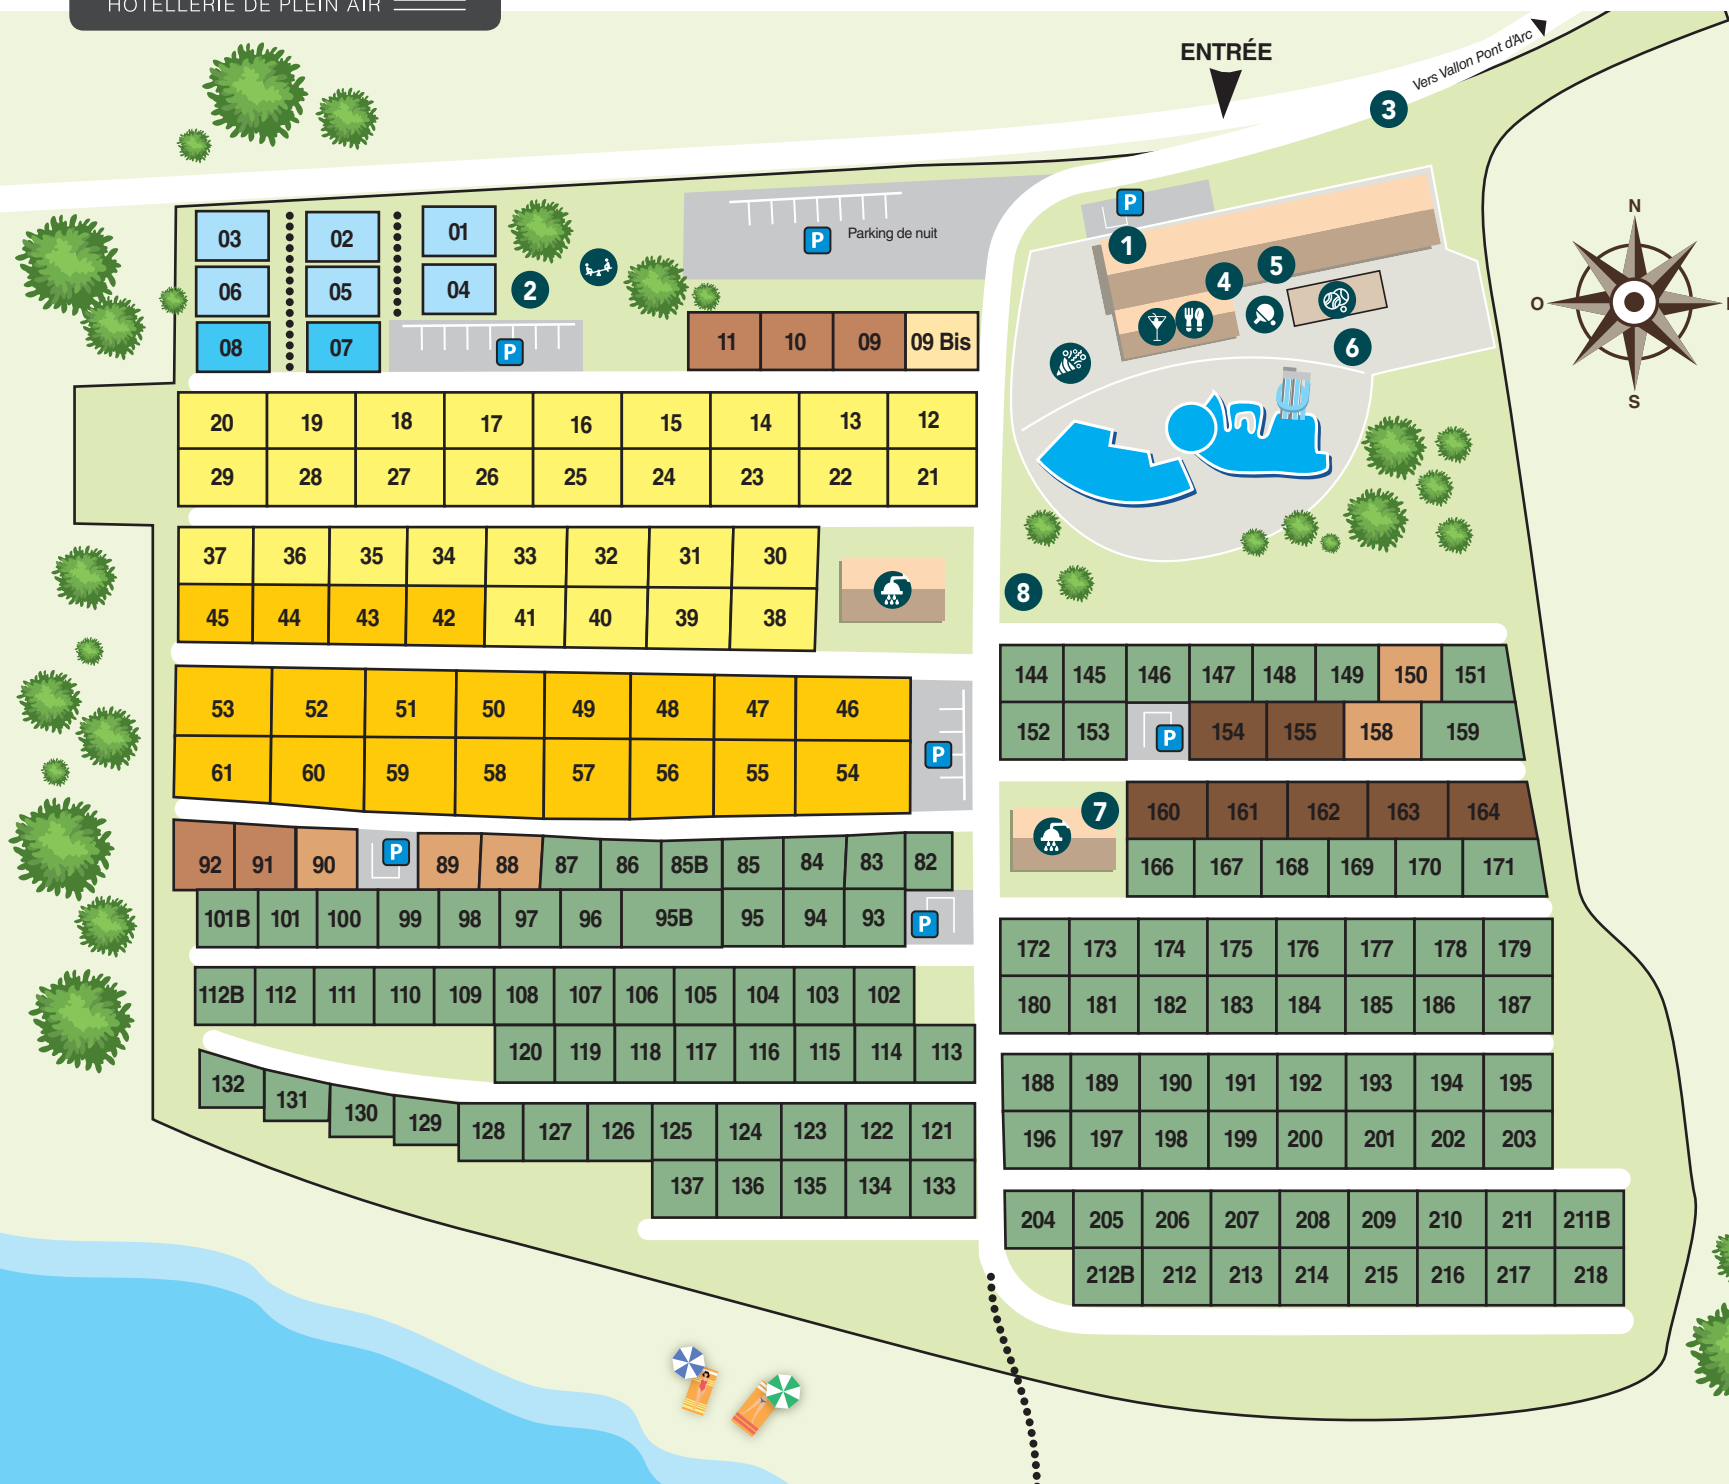 HÔTELLERIE DE PLEIN AIR
ENTRÉE
Vers Vallon Pont d'Arc
3
N
O
S
P
1
5
4
6
P
Parking de nuit
03 02 01
06 05 04 2
08 07 P
11 10 09 09 Bis
20 19 18 17 16 15 14 13 12
29 28 27 26 25 24 23 22 21
37 36 35 34 33 32 31 30
45 44 43 42 41 40 39 38
8
53 52 51 50 49 48 47 46
61 60 59 58 57 56 55 54
P
92 91 90 P 89 88 87 86 85B 85 84 83 82
101B 101 100 99 98 97 96 95B 95 94 93 P
112B 112 111 110 109 108 107 106 105 104 103 102
120 119 118 117 116 115 114 113
132 131 130 129 128 127 126 125 124 123 122 121
137 136 135 134 133
144 145 146 147 148 149 150 151
152 153 P 154 155 158 159
7
160 161 162 163 164
166 167 168 169 170 171
172 173 174 175 176 177 178 179
180 181 182 183 184 185 186 187
188 189 190 191 192 193 194 195
196 197 198 199 200 201 202 203
204 205 206 207 208 209 210 211 211B
212B 212 213 214 215 216 217 218